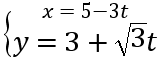 x = 5−3t
y = 3 + √3t